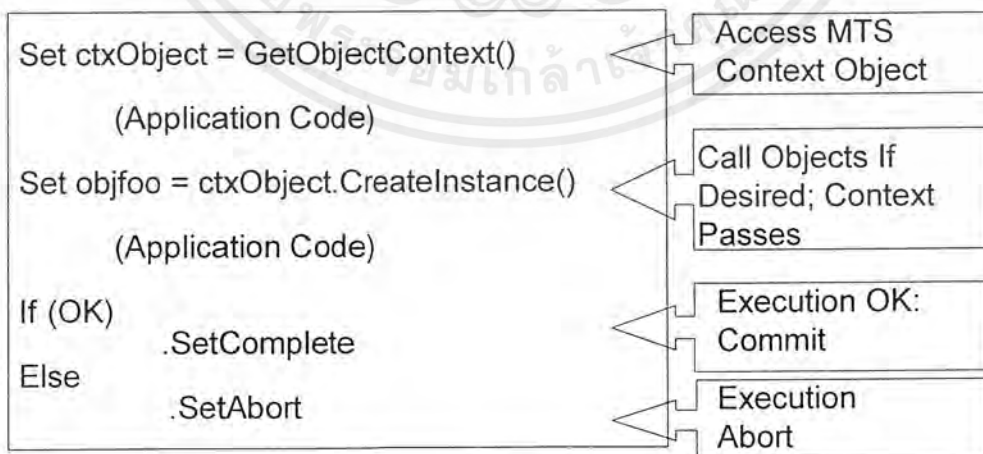 Set ctxObject = GetObjectContext()
(Application Code)
Set objfoo = ctxObject.CreateInstance()
(Application Code)
If (OK)
.SetComplete
Else
.SetAbort
Access MTS
Context Object
Call Objects If
Desired; Context
Passes
Execution OK:
Commit
Execution
Abort